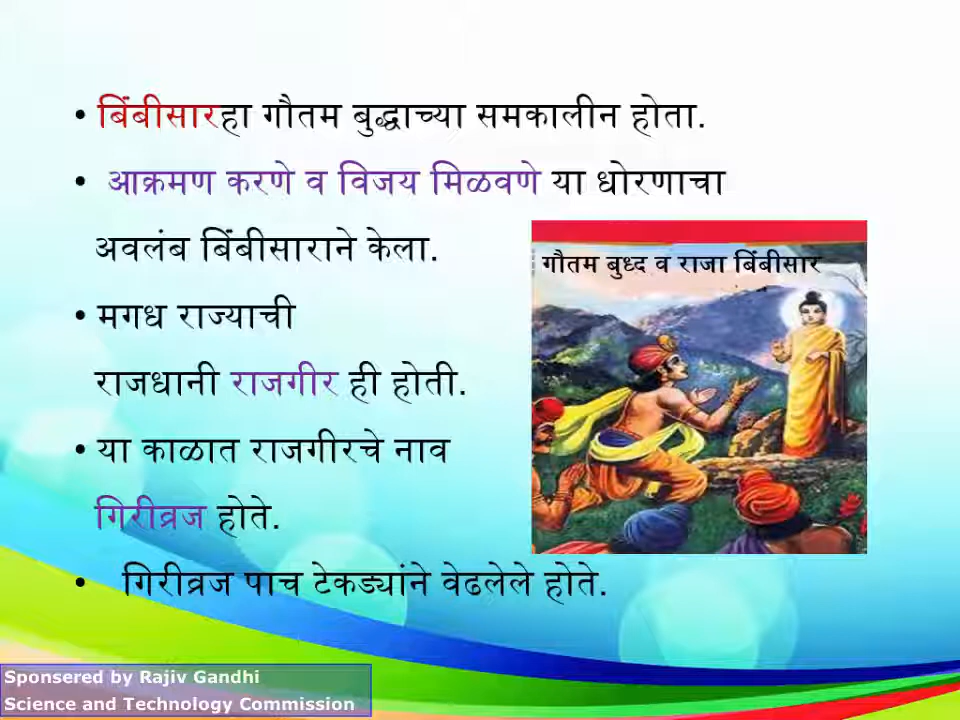 • बिंबीसारहा गौतम बुद्धाच्या समकालीन होता.
• आक्रमण करणे व विजय मिळवणे या धोरणाचा
अवलंब बिंबीसाराने केला.
गौतम बुध्द व राजा बिंबीसार
• मगध राज्याची
राजधानी राजगीर ही होती.
• या काळात राजगीरचे नाव
गिरीव्रज होते.
• गिरीव्रज पाच टेकड्यांने वेढलेले होते.
Sponsered by Rajiv Gandhi
Science and Technology Commission